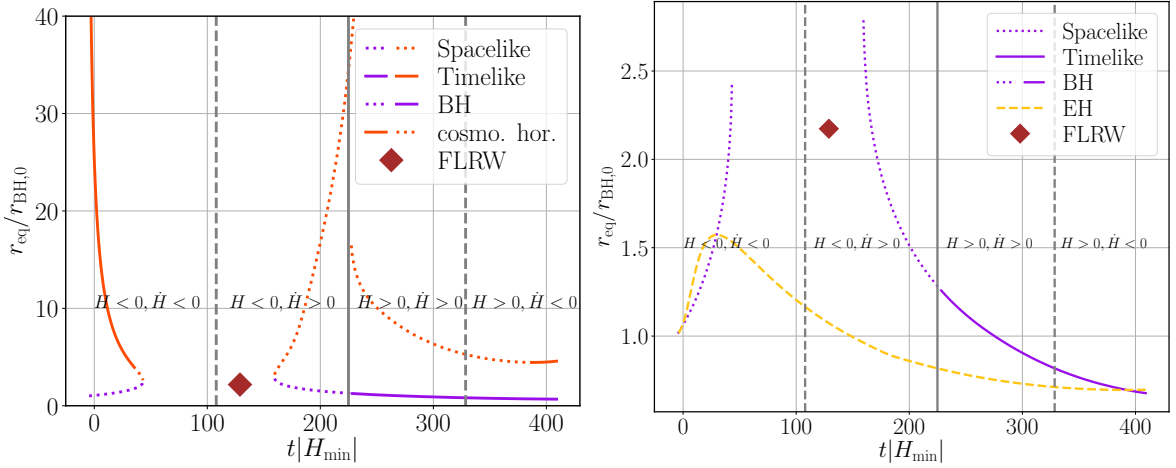 40
30
20
10
0
r_eq/r_BH,0
0 100 200 300 400
t|H_min|
Spacelike
Timelike
BH
cosmo. hor.
FLRW
H < 0, Ḣ < 0
H < 0, Ḣ > 0
H > 0, Ḣ > 0
H > 0, Ḣ < 0
2.5
2.0
1.5
1.0
r_eq/r_BH,0
0 100 200 300 400
t|H_min|
Spacelike
Timelike
BH
EH
FLRW
H < 0, Ḣ < 0
H < 0, Ḣ > 0
H > 0, Ḣ > 0
H > 0, Ḣ < 0